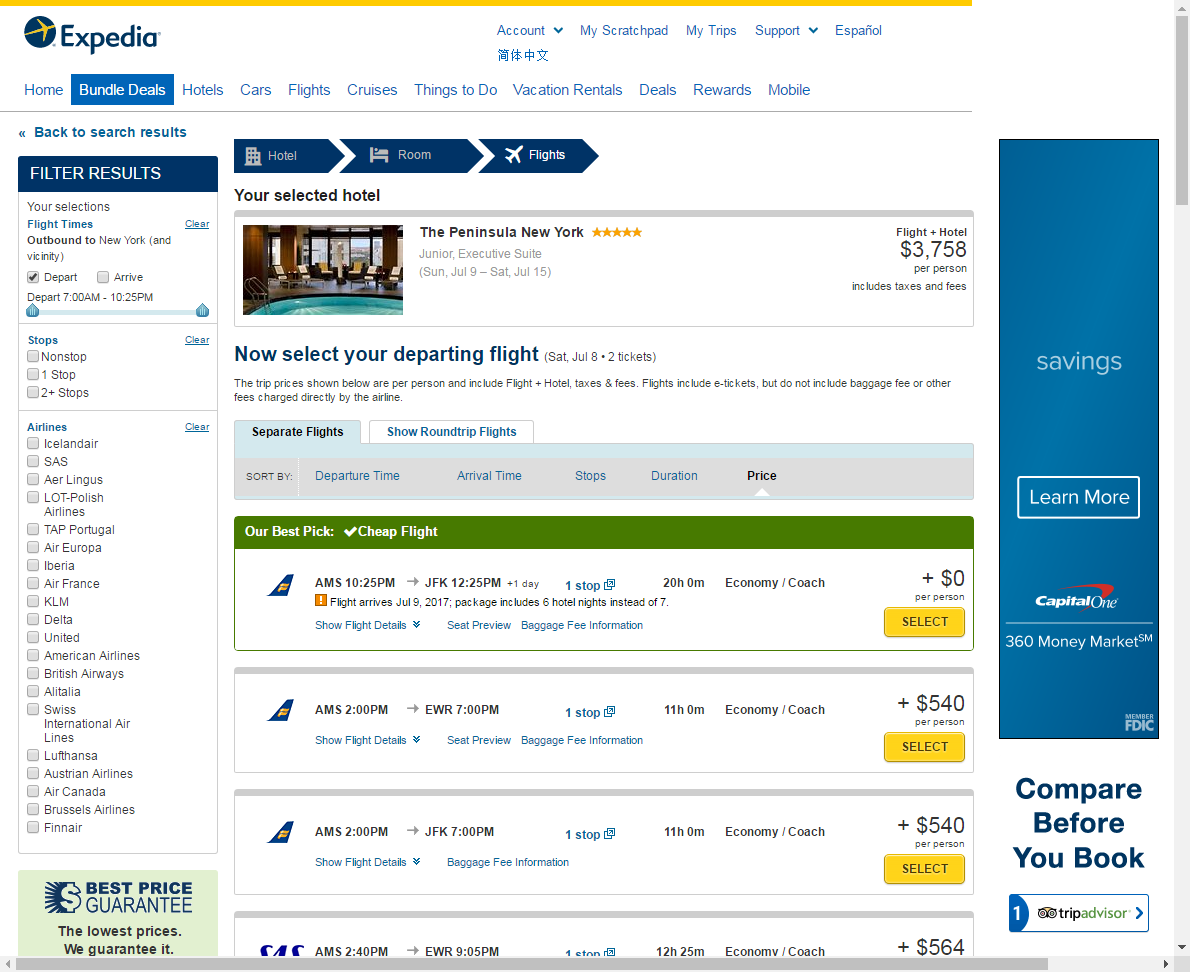 Expedia
Account
My Scratchpad
My Trips
Support
Español
简体中文
Home
Bundle Deals
Hotels
Cars
Flights
Cruises
Things to Do
Vacation Rentals
Deals
Rewards
Mobile
« Back to search results
FILTER RESULTS
Your selections
Flight Times Clear
Outbound to New York (and
vicinity)
Depart Arrive
Depart 7:00AM - 10:25PM
Stops Clear
Nonstop
1 Stop
2+ Stops
Airlines Clear
Icelandair
SAS
Aer Lingus
LOT-Polish
Airlines
TAP Portugal
Air Europa
Iberia
Air France
KLM
Delta
United
American Airlines
British Airways
Alitalia
Swiss
International Air
Lines
Lufthansa
Austrian Airlines
Air Canada
Brussels Airlines
Finnair
BEST PRICE
GUARANTEE
The lowest prices.
We guarantee it.
Hotel Room Flights
Your selected hotel
The Peninsula New York
Junior, Executive Suite
(Sun, Jul 9 – Sat, Jul 15)
Flight + Hotel
$3,758
per person
includes taxes and fees
Now select your departing flight (Sat, Jul 8 • 2 tickets)
The trip prices shown below are per person and include Flight + Hotel, taxes & fees. Flights include e-tickets, but do not include baggage fee or other
fees charged directly by the airline.
Separate Flights Show Roundtrip Flights
SORT BY: Departure Time Arrival Time Stops Duration Price
Our Best Pick: Cheap Flight
AMS 10:25PM JFK 12:25PM +1 day 1 stop 20h 0m Economy / Coach + $0
per person
Flight arrives Jul 9, 2017; package includes 6 hotel nights instead of 7.
SELECT
Show Flight Details Seat Preview Baggage Fee Information
AMS 2:00PM EWR 7:00PM 1 stop 11h 0m Economy / Coach + $540
per person
Show Flight Details Seat Preview Baggage Fee Information
SELECT
AMS 2:00PM JFK 7:00PM 1 stop 11h 0m Economy / Coach + $540
per person
Show Flight Details Baggage Fee Information
SELECT
SAS AMS 2:40PM EWR 9:05PM 1 stop 12h 25m Economy / Coach + $564
savings
Learn More
Capital One
360 Money Market℠
MEMBER
FDIC
Compare
Before
You Book
1 tripadvisor